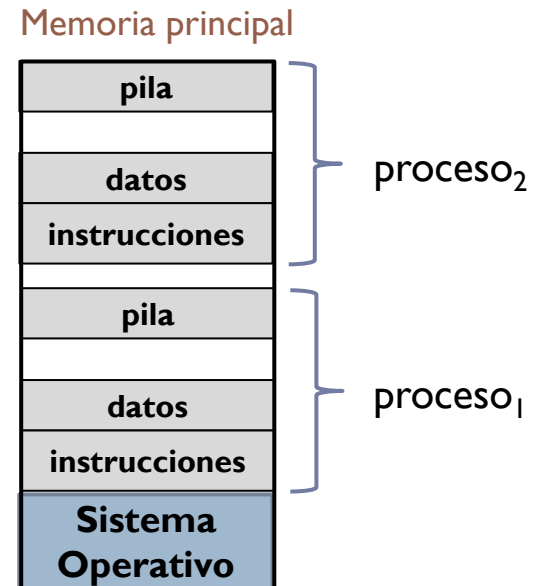 Memoria principal
pila
datos
instrucciones
proceso₂
pila
datos
instrucciones
proceso₁
Sistema
Operativo